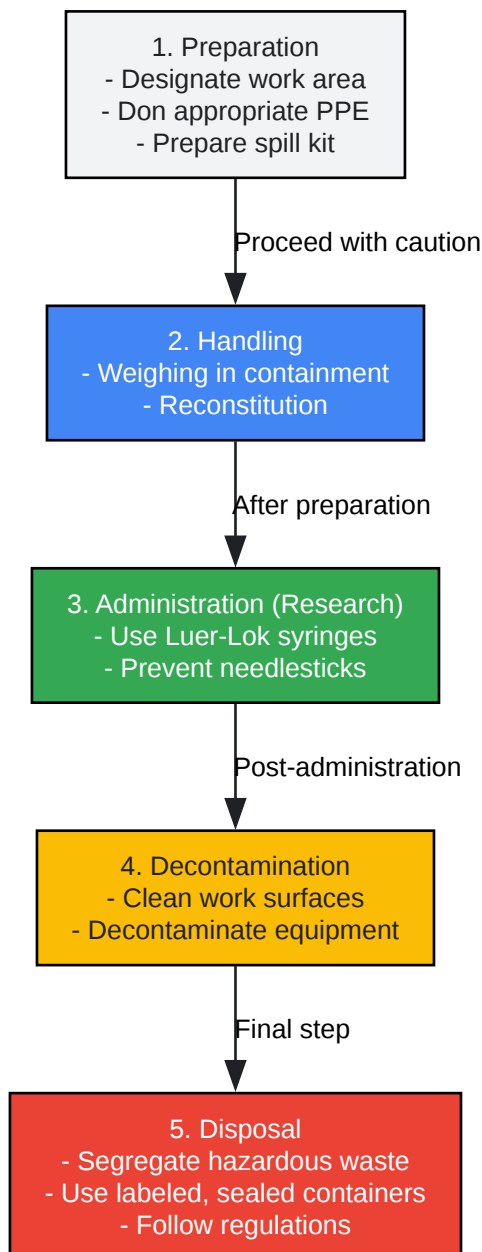 1. Preparation
- Designate work area
- Don appropriate PPE
- Prepare spill kit
Proceed with caution
2. Handling
- Weighing in containment
- Reconstitution
After preparation
3. Administration (Research)
- Use Luer-Lok syringes
- Prevent needlesticks
Post-administration
4. Decontamination
- Clean work surfaces
- Decontaminate equipment
Final step
5. Disposal
- Segregate hazardous waste
- Use labeled, sealed containers
- Follow regulations